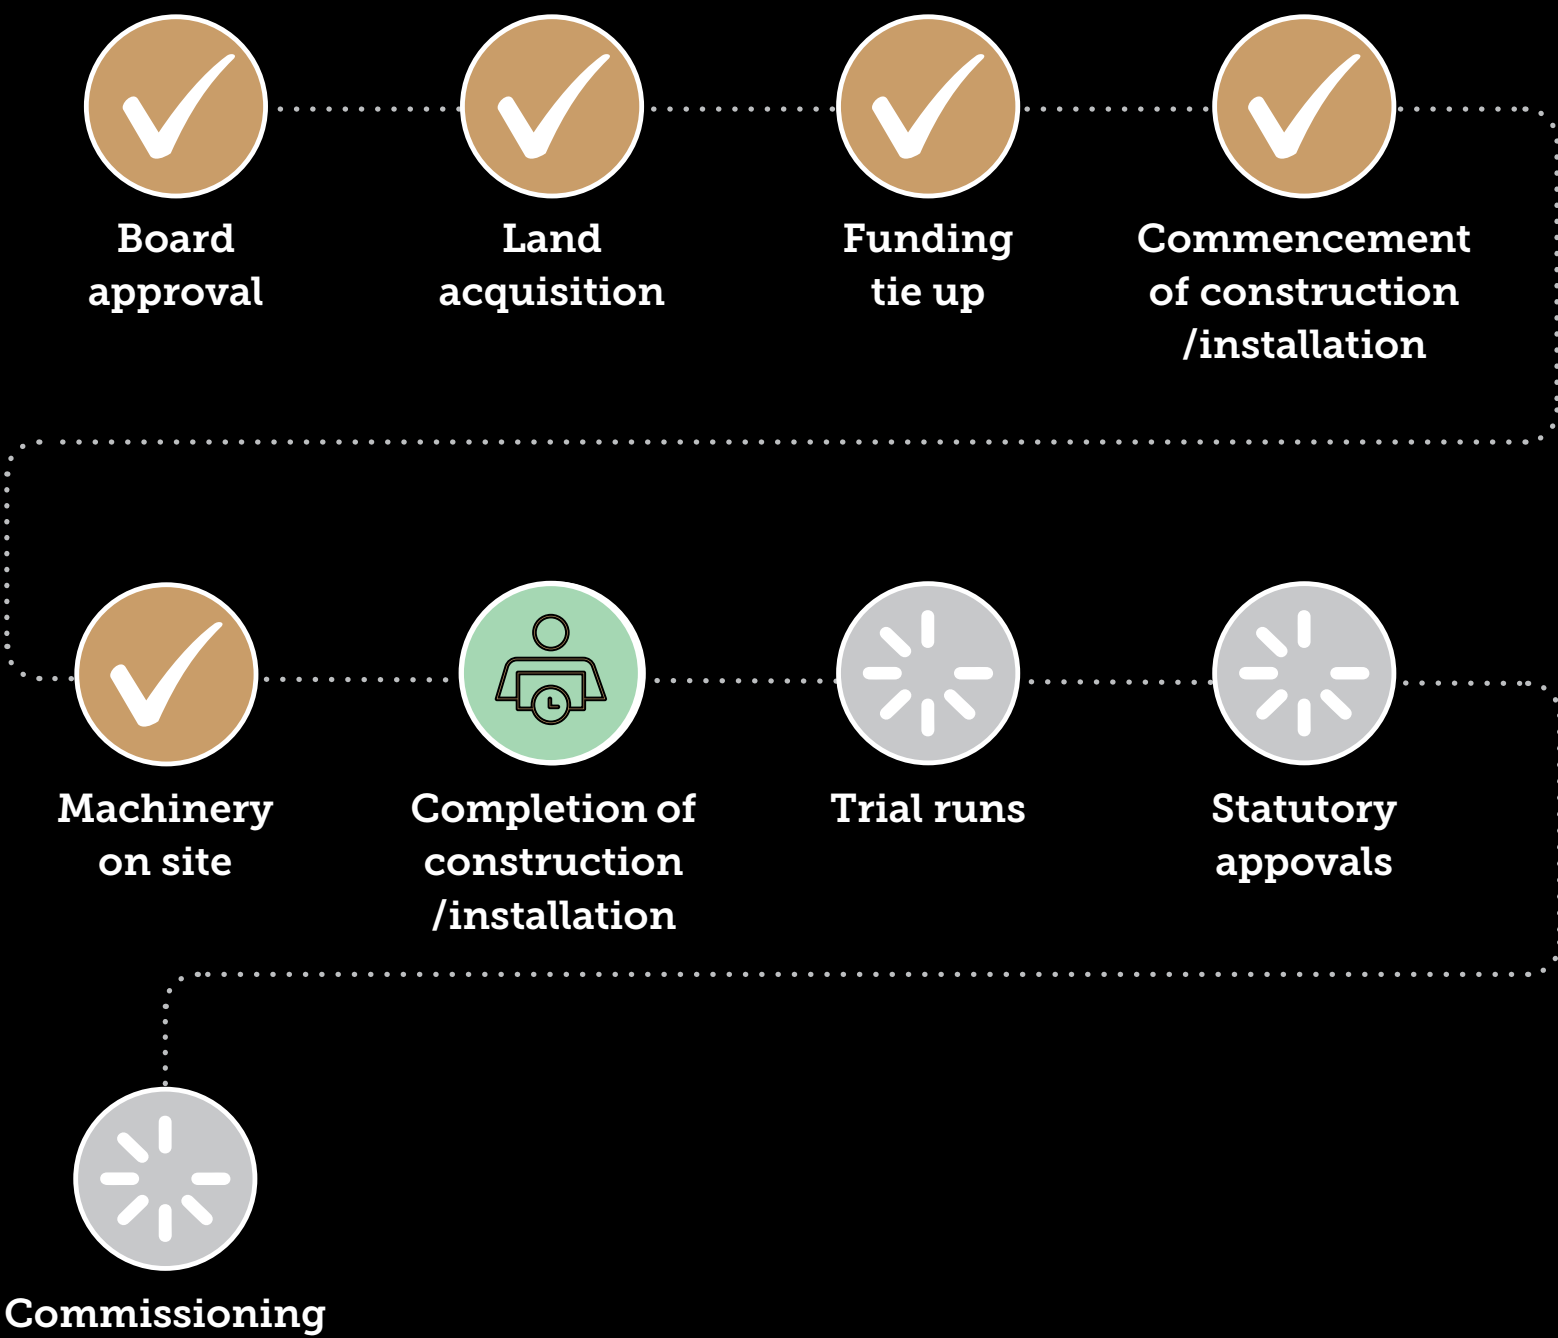 Board
approval
Land
acquisition
Funding
tie up
Commencement
of construction
/installation
Machinery
on site
Completion of
construction
/installation
Trial runs
Statutory
appovals
Commissioning